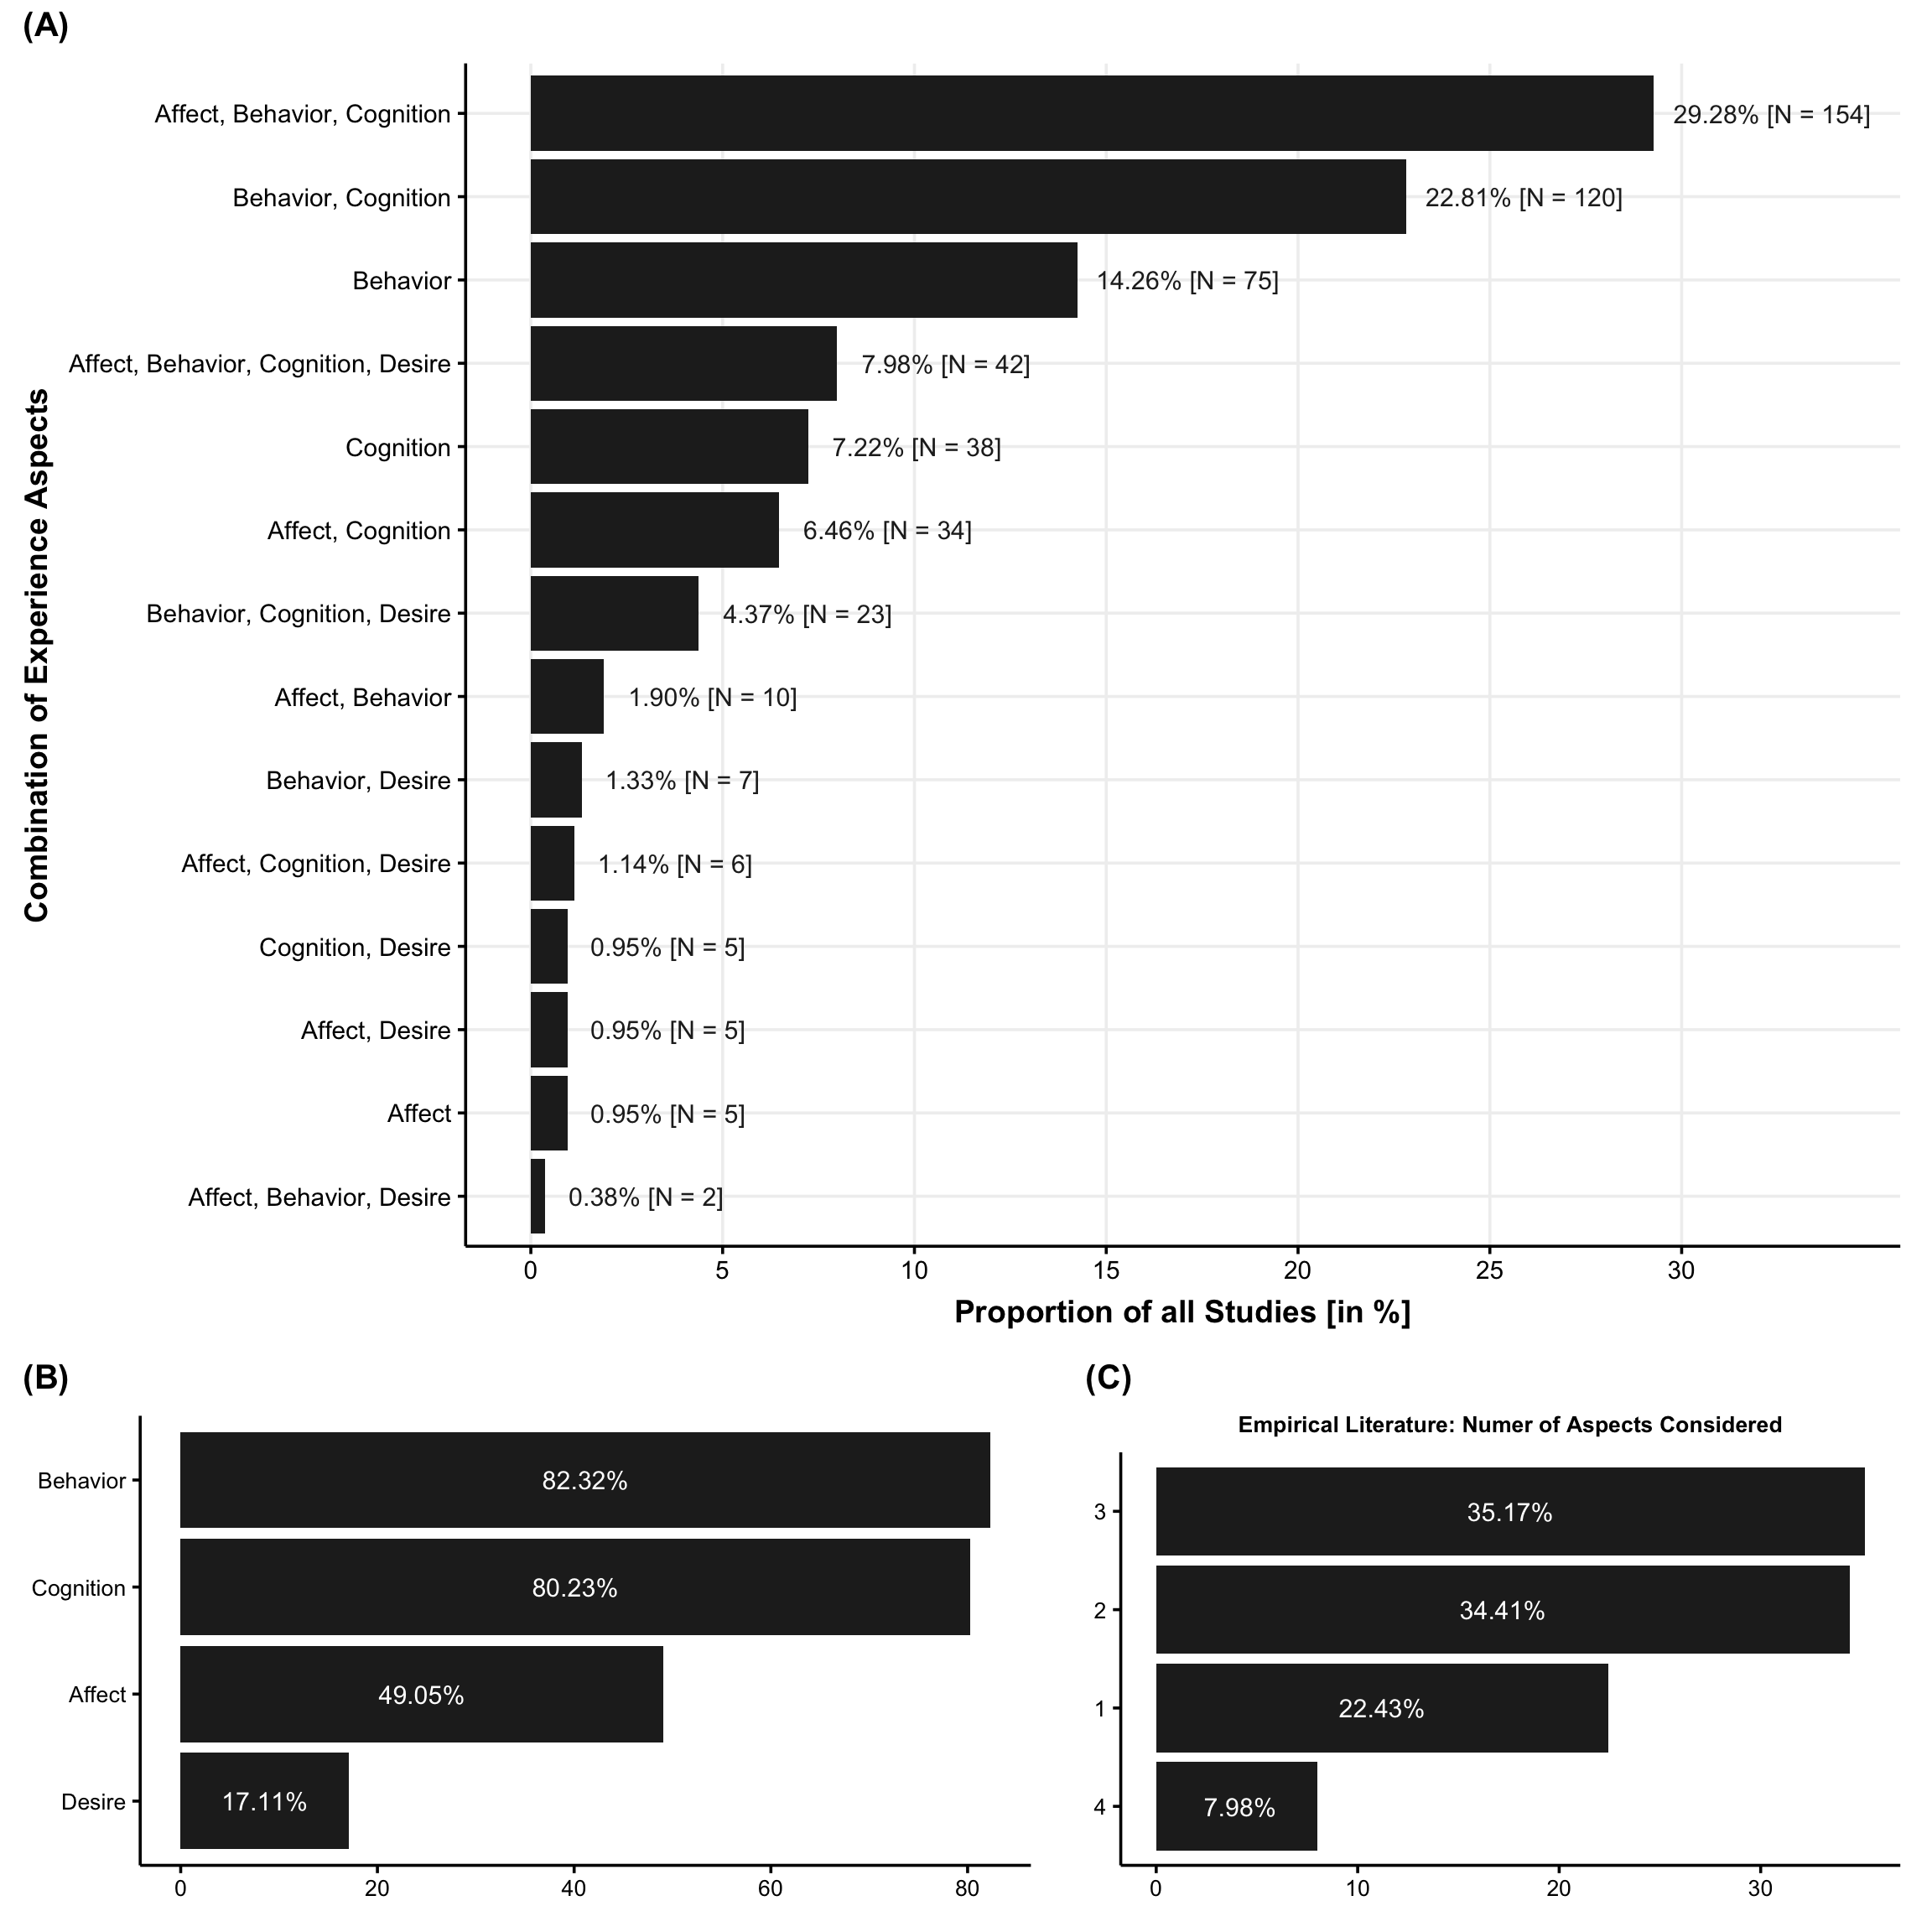 (A)
Combination of Experience Aspects
Affect, Behavior, Cognition 29.28% [N = 154]
Behavior, Cognition 22.81% [N = 120]
Behavior 14.26% [N = 75]
Affect, Behavior, Cognition, Desire 7.98% [N = 42]
Cognition 7.22% [N = 38]
Affect, Cognition 6.46% [N = 34]
Behavior, Cognition, Desire 4.37% [N = 23]
Affect, Behavior 1.90% [N = 10]
Behavior, Desire 1.33% [N = 7]
Affect, Cognition, Desire 1.14% [N = 6]
Cognition, Desire 0.95% [N = 5]
Affect, Desire 0.95% [N = 5]
Affect 0.95% [N = 5]
Affect, Behavior, Desire 0.38% [N = 2]
0 5 10 15 20 25 30
Proportion of all Studies [in %]
(B)
Behavior 82.32%
Cognition 80.23%
Affect 49.05%
Desire 17.11%
0 20 40 60 80
(C)
Empirical Literature: Numer of Aspects Considered
3 35.17%
2 34.41%
1 22.43%
4 7.98%
0 10 20 30